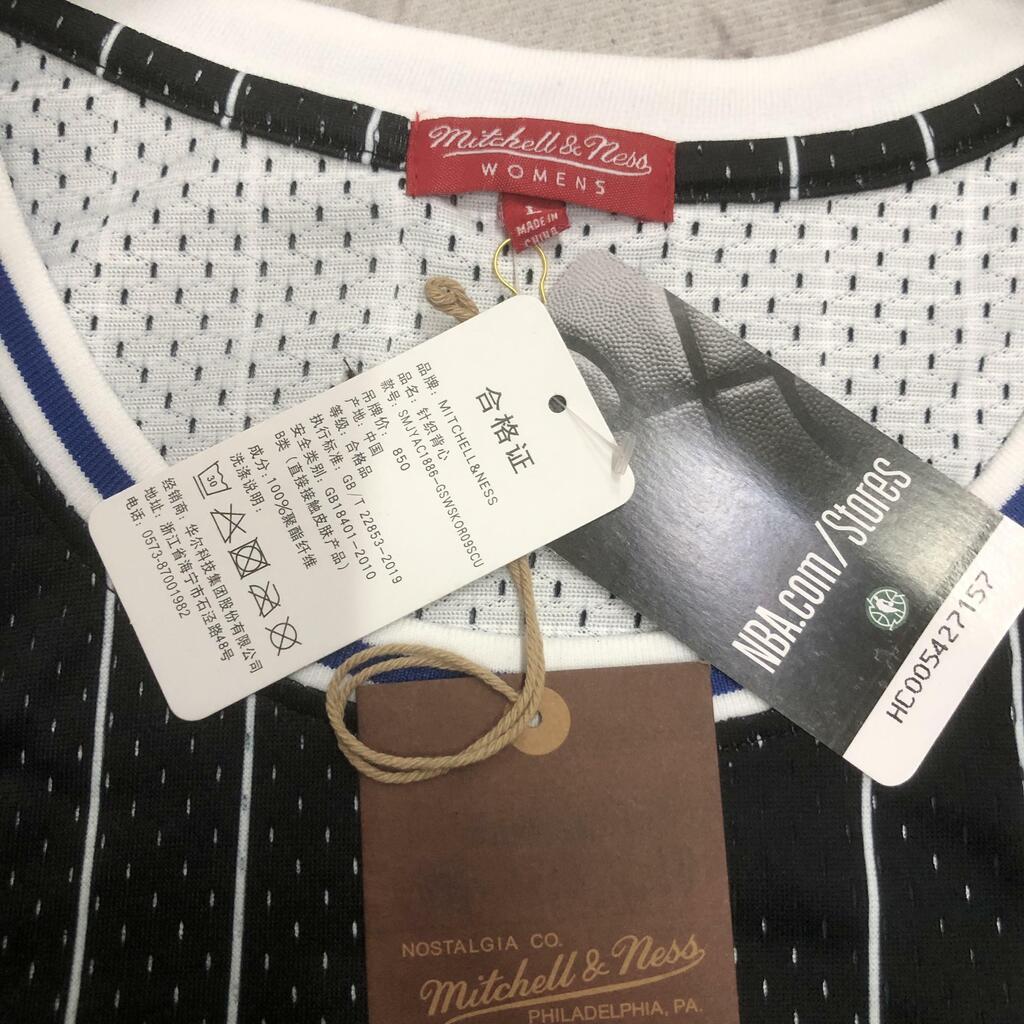 Mitchell & Ness
WOMENS
L
MADE IN
CHINA
合格证
品牌: MITCHELL&NESS
品名: 针织背心
款号: SMJYAC1886-GSWSKOR09SCU
吊牌价: 850
产地: 中国
等级: 合格品
执行标准: GB/T 22853-2019
安全类别: GB18401-2010
B类 (直接接触皮肤产品)
成分: 100%聚酯纤维
洗涤说明:
30
经销商: 华尔科技集团股份有限公司
地址: 浙江省海宁市石泾路48号
电话: 0573-87001982
NBA.com/Stores
HC005427157
NOSTALGIA CO.
Mitchell & Ness
PHILADELPHIA, PA.